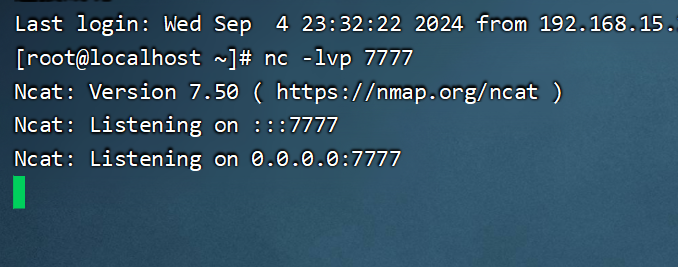 Last login: Wed Sep  4 23:32:22 2024 from 192.168.15.
[root@localhost ~]# nc -lvp 7777
Ncat: Version 7.50 ( https://nmap.org/ncat )
Ncat: Listening on :::7777
Ncat: Listening on 0.0.0.0:7777